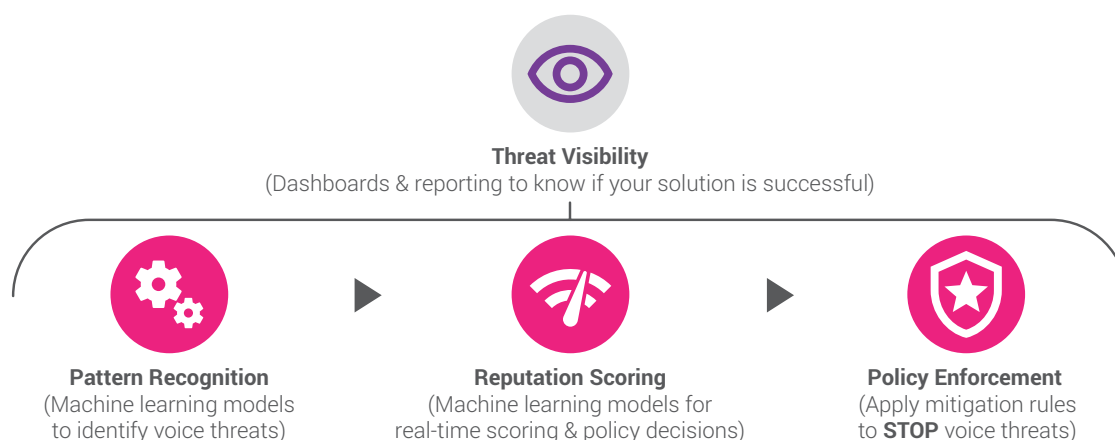 Threat Visibility
(Dashboards & reporting to know if your solution is successful)
Pattern Recognition
(Machine learning models
to identify voice threats)
Reputation Scoring
(Machine learning models for
real-time scoring & policy decisions)
Policy Enforcement
(Apply mitigation rules
to STOP voice threats)